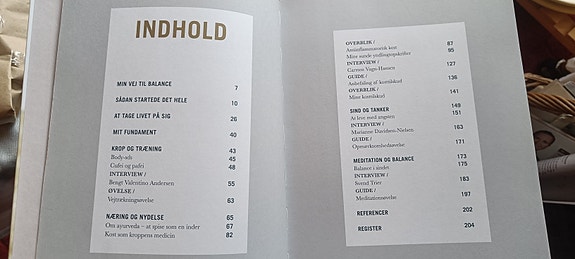 INDHOLD
MIN VEJ TIL BALANCE 7
SÅDAN STARTEDE DET HELE 10
AT TAGE LIVET PÅ SIG 26
MIT FUNDAMENT 40
KROP OG TRÆNING 43
Body-sds 45
Cafei og pafei 48
INTERVIEW /
Bengt Valentino Andersen 55
ØVELSE /
Vejrtrækningsøvelse 63
NÆRING OG NYDELSE 65
Om ayurveda – at spise som en inder 67
Kost som kroppens medicin 82
OVERBLIK / 87
Antiinflammatorisk kost
Mine sunde yndlingsopskrifter 95
INTERVIEW /
Carsten Vagn-Hansen 127
GUIDE /
Anbefaling af kosttilskud 136
OVERBLIK /
Mine kosttilskud 141
SIND OG TANKER 149
At leve med angsten 151
INTERVIEW /
Marianne Davidsen-Nielsen 163
GUIDE /
Opmærksomhedsøvelse 171
MEDITATION OG BALANCE 173
Balance i sindet 175
INTERVIEW /
Svend Trier 183
GUIDE /
Meditationsøvelse 197
REFERENCER 202
REGISTER 204